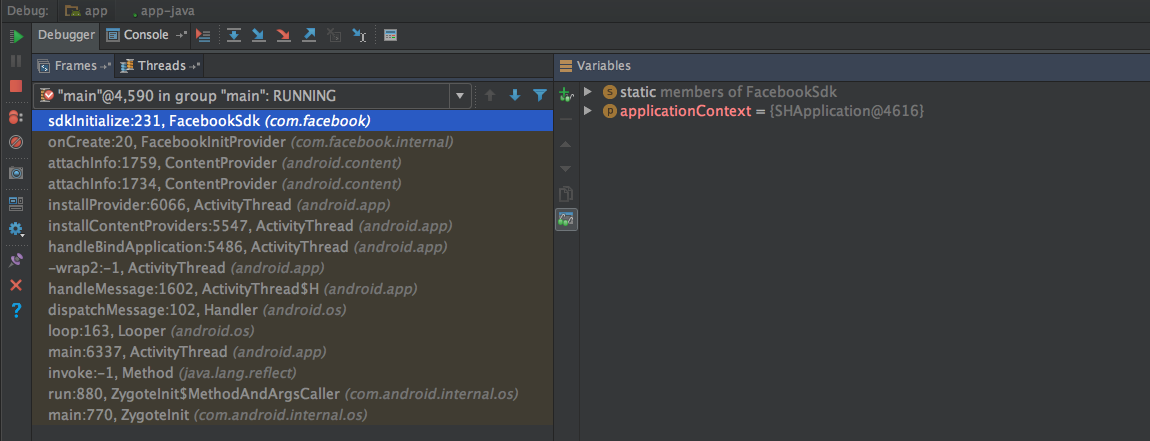 Debug: app app-java
Debugger Console
Frames Threads Variables
"main"@4,590 in group "main": RUNNING
sdkInitialize:231, FacebookSdk (com.facebook)
onCreate:20, FacebookInitProvider (com.facebook.internal)
attachInfo:1759, ContentProvider (android.content)
attachInfo:1734, ContentProvider (android.content)
installProvider:6066, ActivityThread (android.app)
installContentProviders:5547, ActivityThread (android.app)
handleBindApplication:5486, ActivityThread (android.app)
-wrap2:-1, ActivityThread (android.app)
handleMessage:1602, ActivityThread$H (android.app)
dispatchMessage:102, Handler (android.os)
loop:163, Looper (android.os)
main:6337, ActivityThread (android.app)
invoke:-1, Method (java.lang.reflect)
run:880, ZygoteInit$MethodAndArgsCaller (com.android.internal.os)
main:770, ZygoteInit (com.android.internal.os)
s static members of FacebookSdk
p applicationContext = {SHApplication@4616}